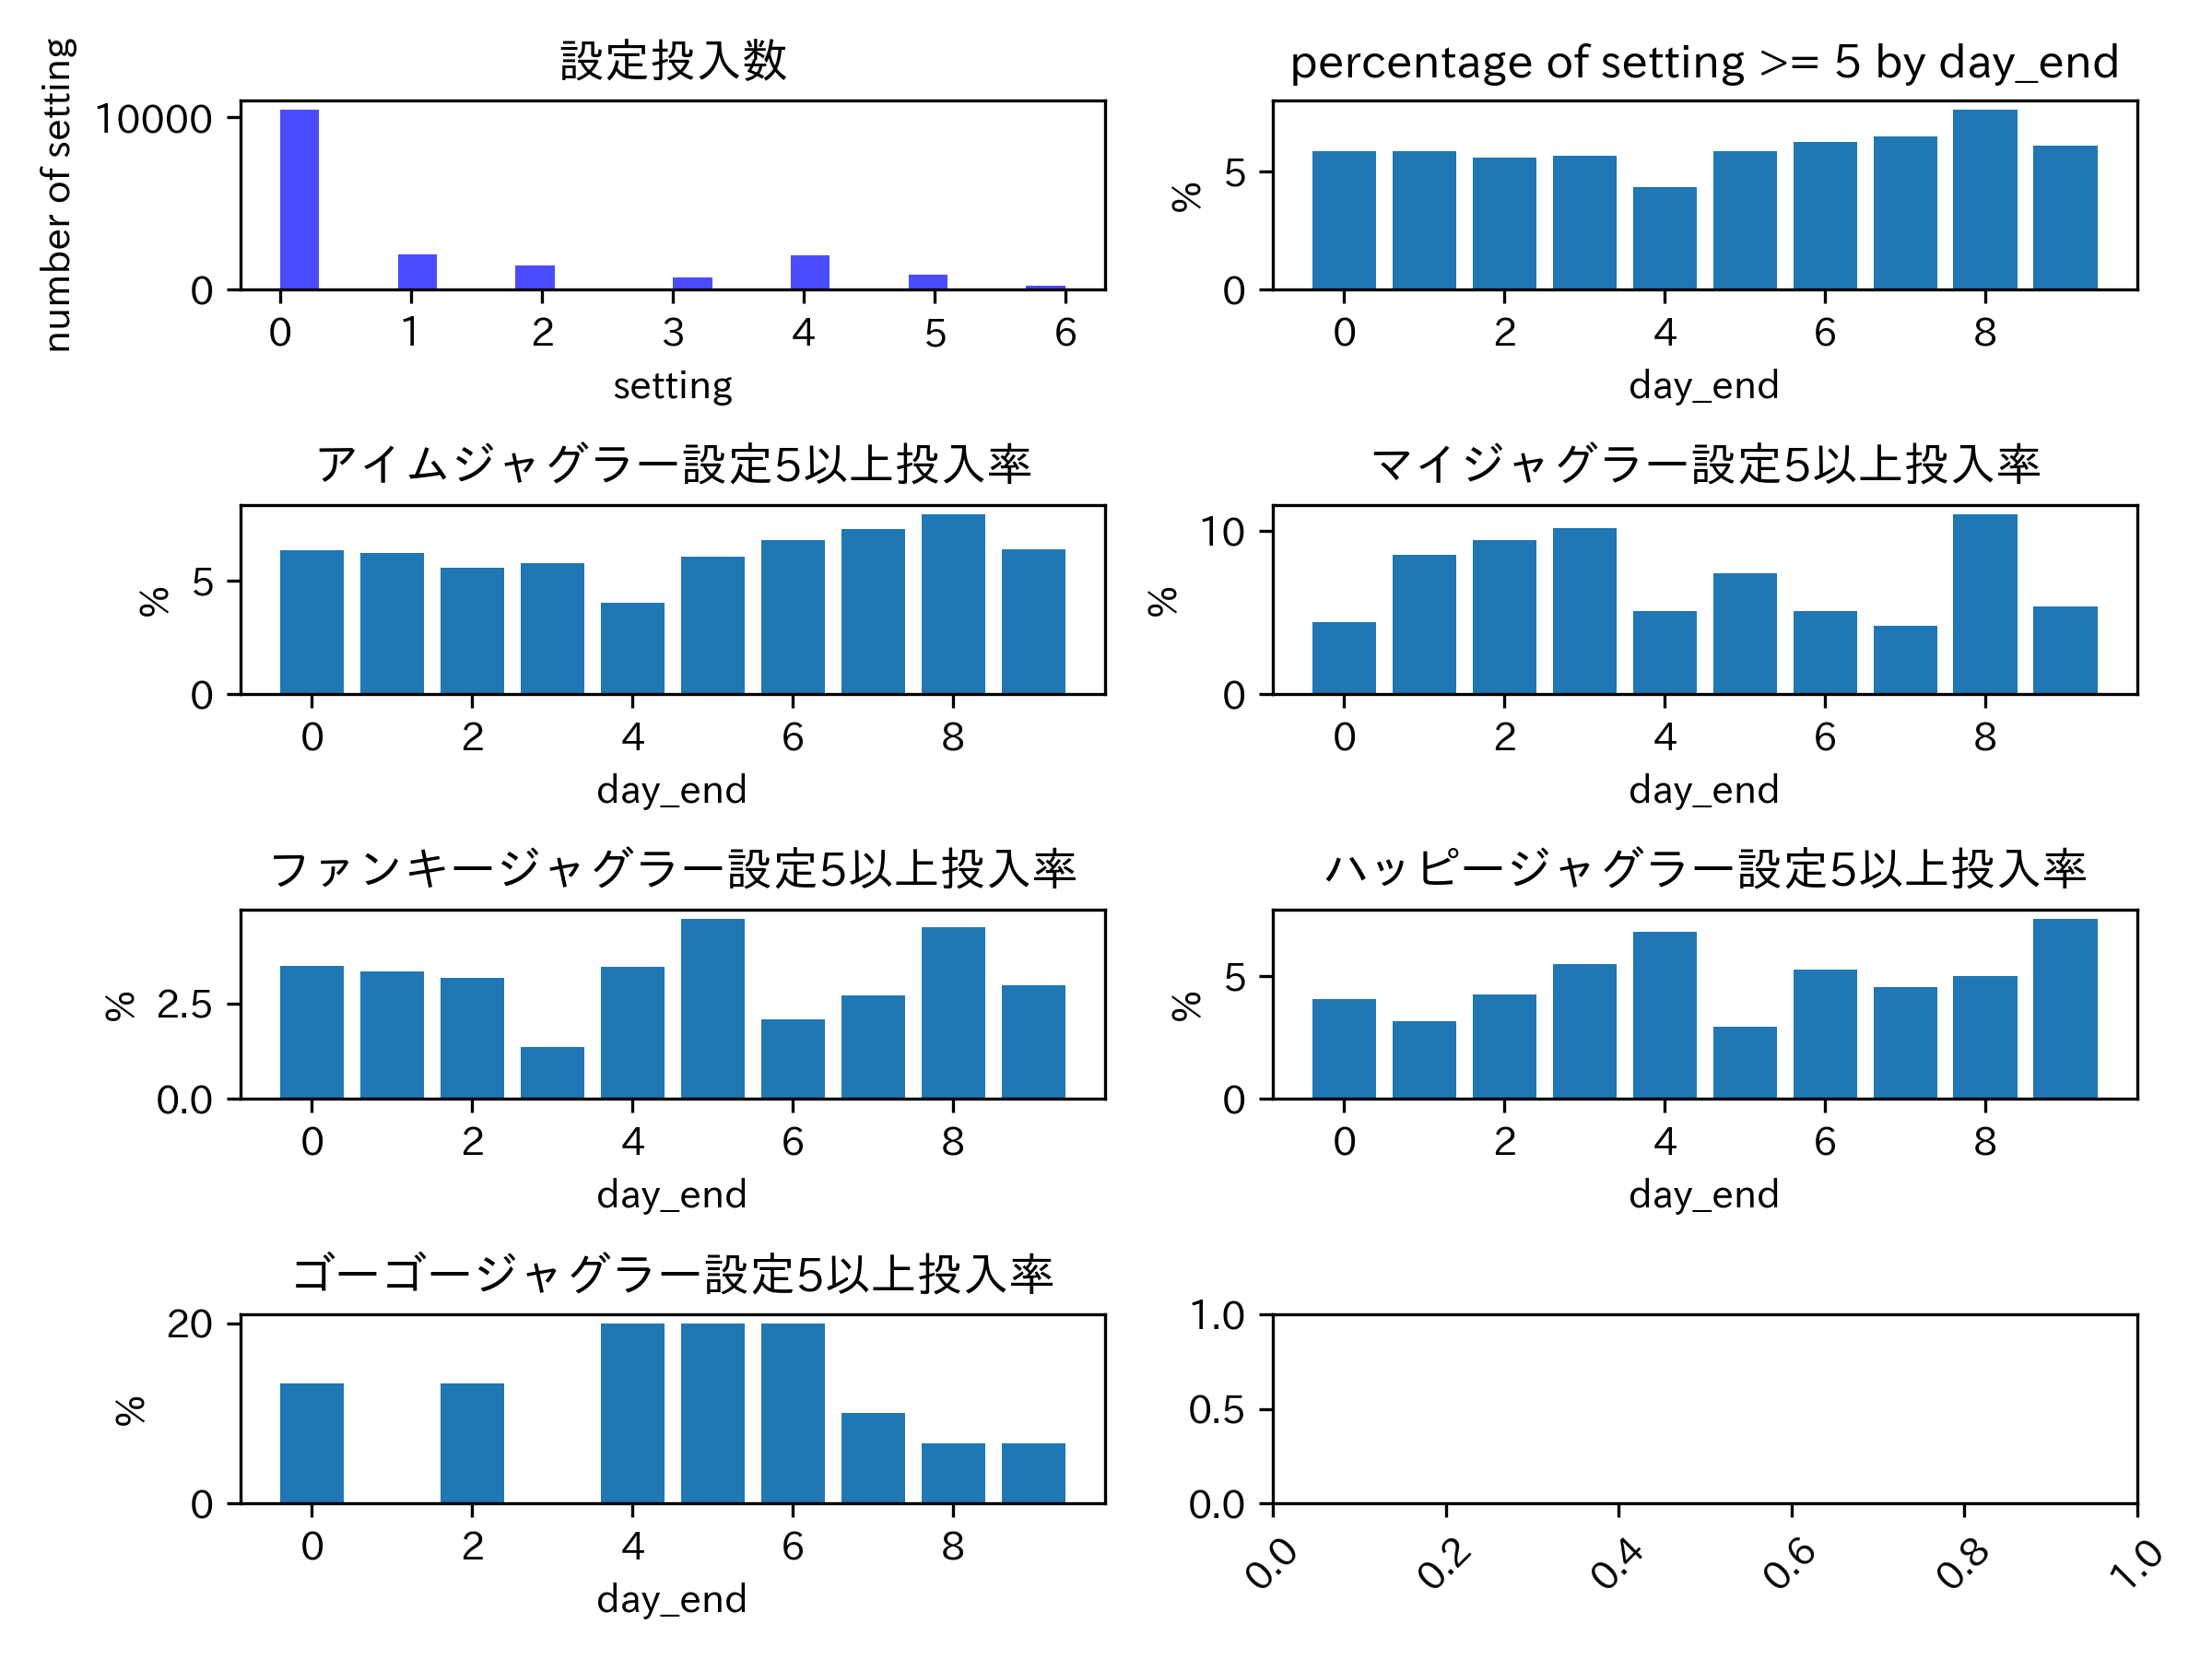 設定投入数
number of setting
10000
0
0 1 2 3 4 5 6
setting
percentage of setting >= 5 by day_end
%
5
0
0 2 4 6 8
day_end
アイムジャグラー設定5以上投入率
%
5
0
0 2 4 6 8
day_end
マイジャグラー設定5以上投入率
%
10
0
0 2 4 6 8
day_end
ファンキージャグラー設定5以上投入率
%
2.5
0.0
0 2 4 6 8
day_end
ハッピージャグラー設定5以上投入率
%
5
0
0 2 4 6 8
day_end
ゴーゴージャグラー設定5以上投入率
%
20
0
0 2 4 6 8
day_end
1.0
0.5
0.0
0.0 0.2 0.4 0.6 0.8 1.0